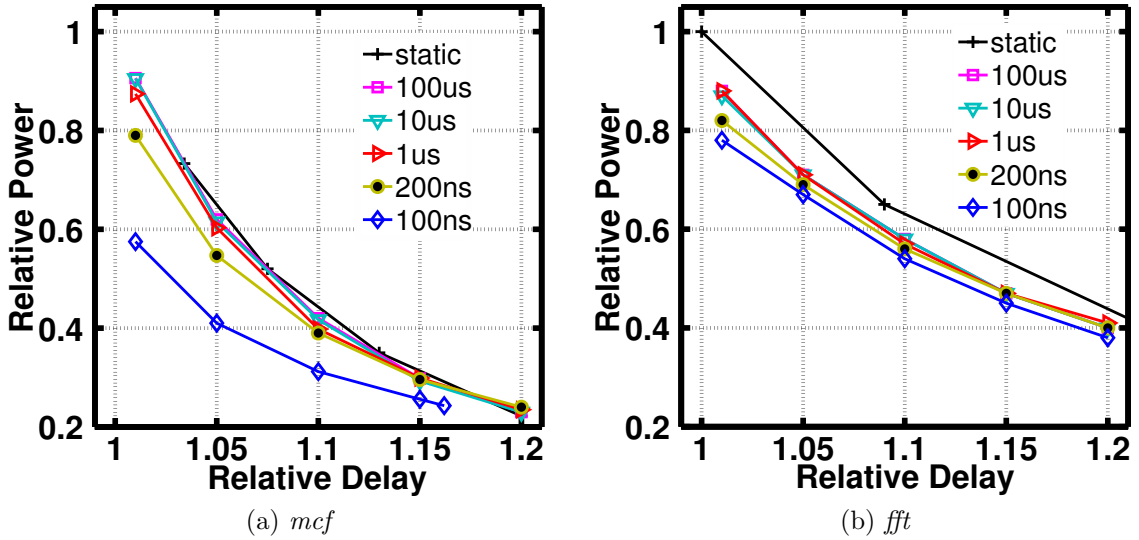 1
0.8
0.6
0.4
0.2
Relative Power
static
100us
10us
1us
200ns
100ns
1 1.05 1.1 1.15 1.2
Relative Delay
(a) mcf
1
0.8
0.6
0.4
0.2
Relative Power
static
100us
10us
1us
200ns
100ns
1 1.05 1.1 1.15 1.2
Relative Delay
(b) fft